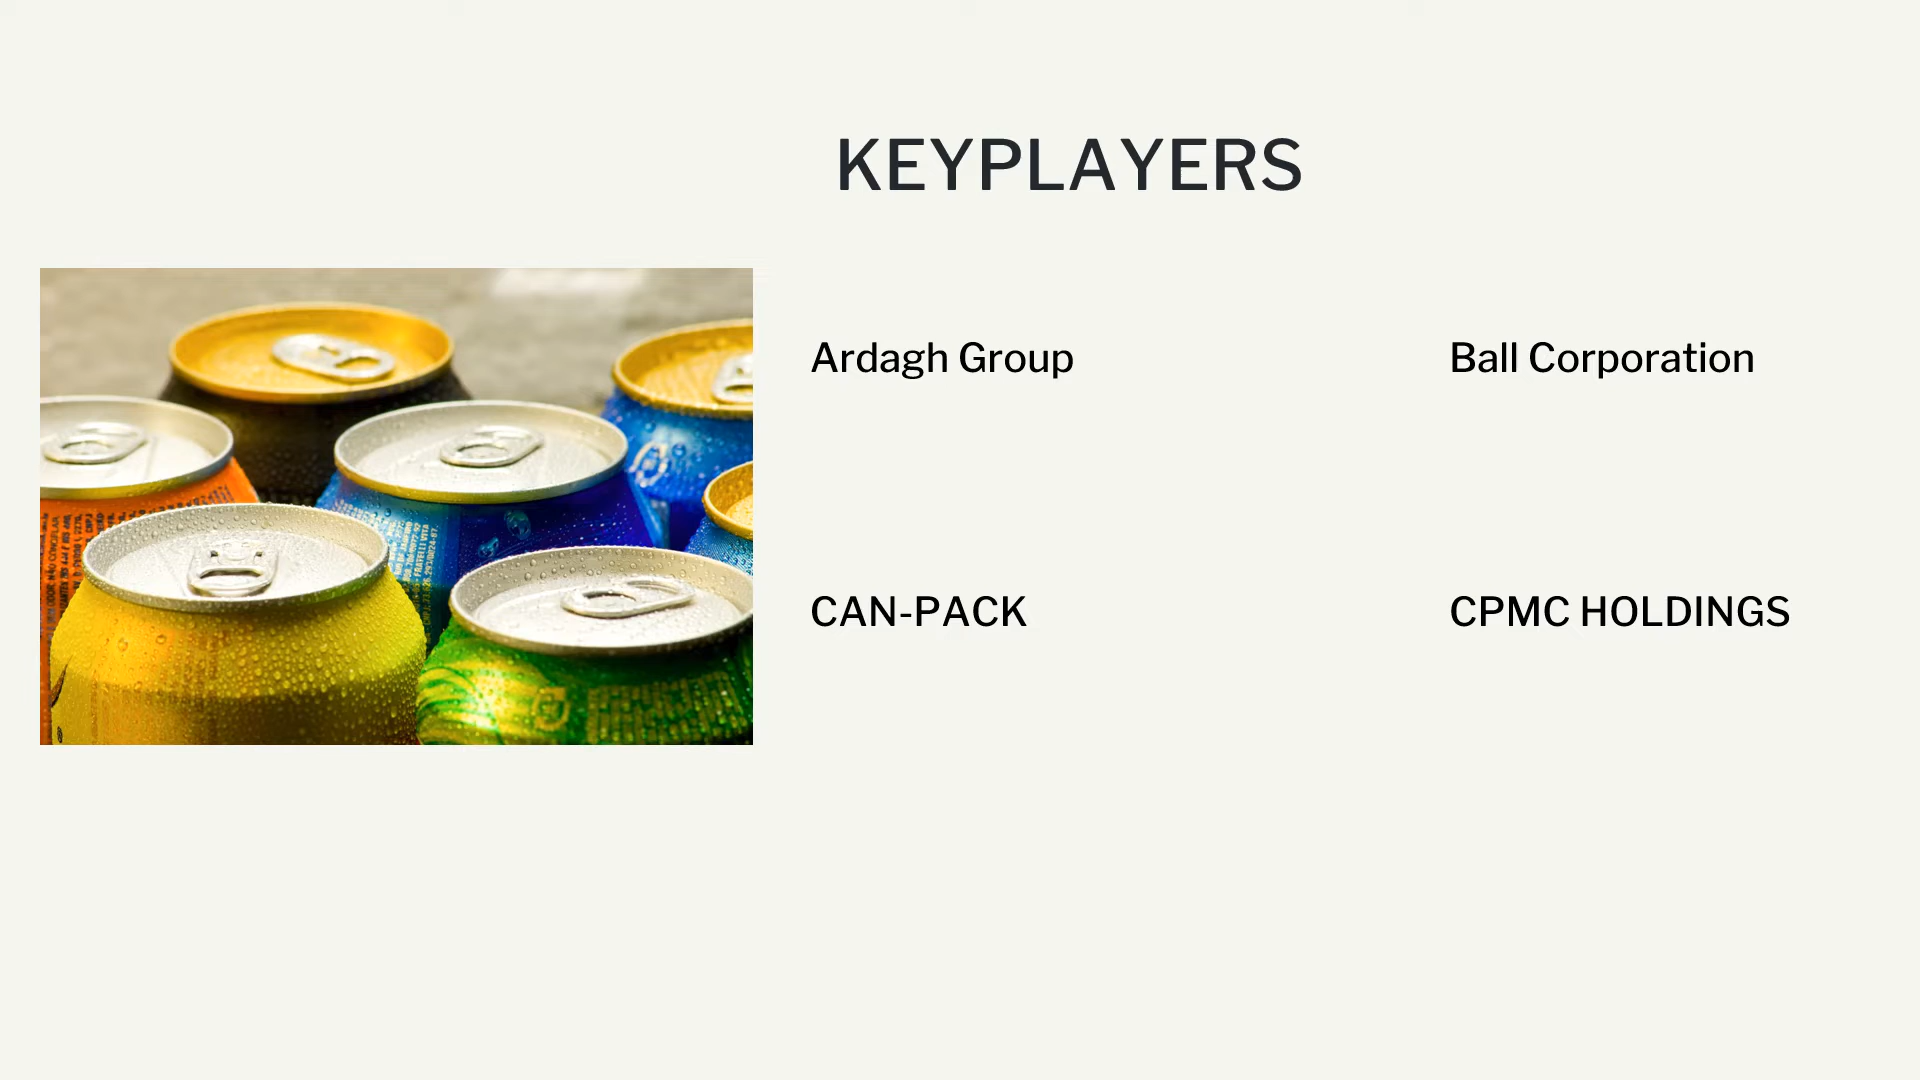 KEYPLAYERS
Ardagh Group
Ball Corporation
CAN-PACK
CPMC HOLDINGS